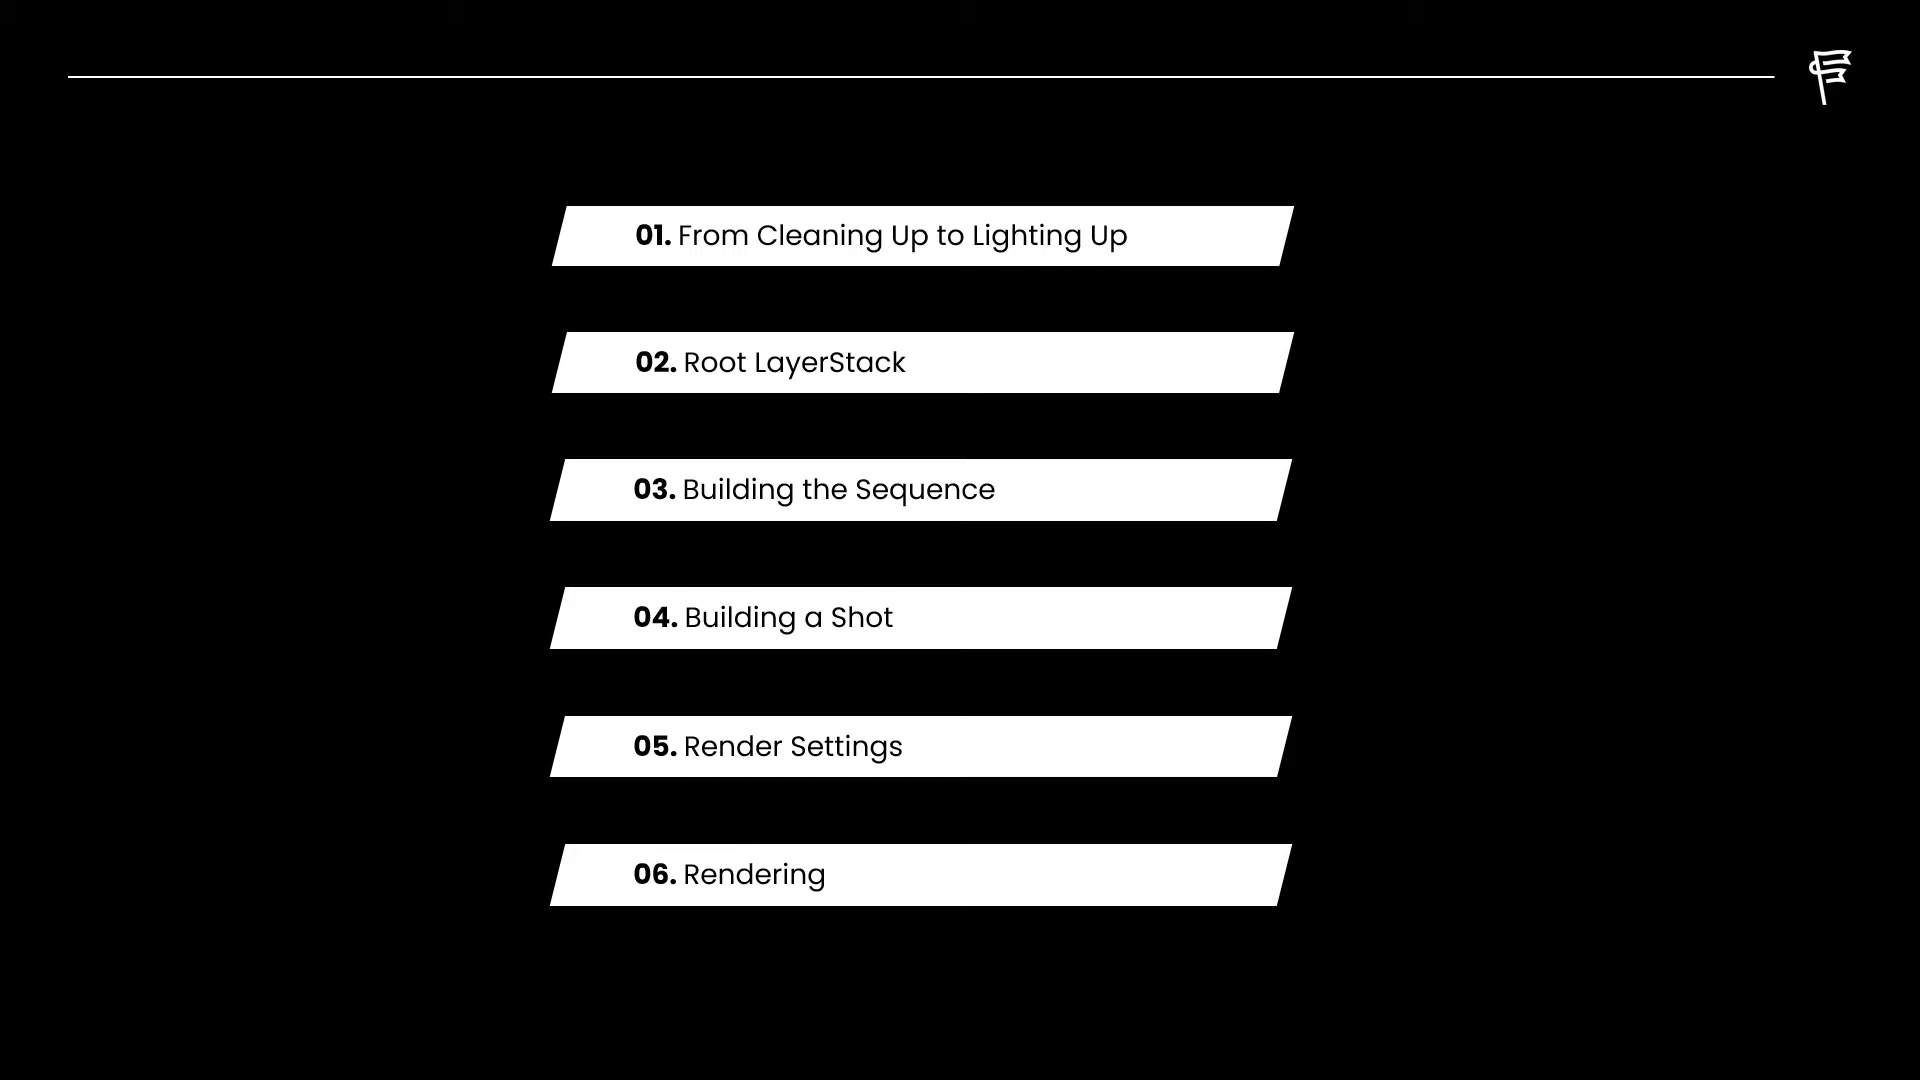 01. From Cleaning Up to Lighting Up
02. Root LayerStack
03. Building the Sequence
04. Building a Shot
05. Render Settings
06. Rendering